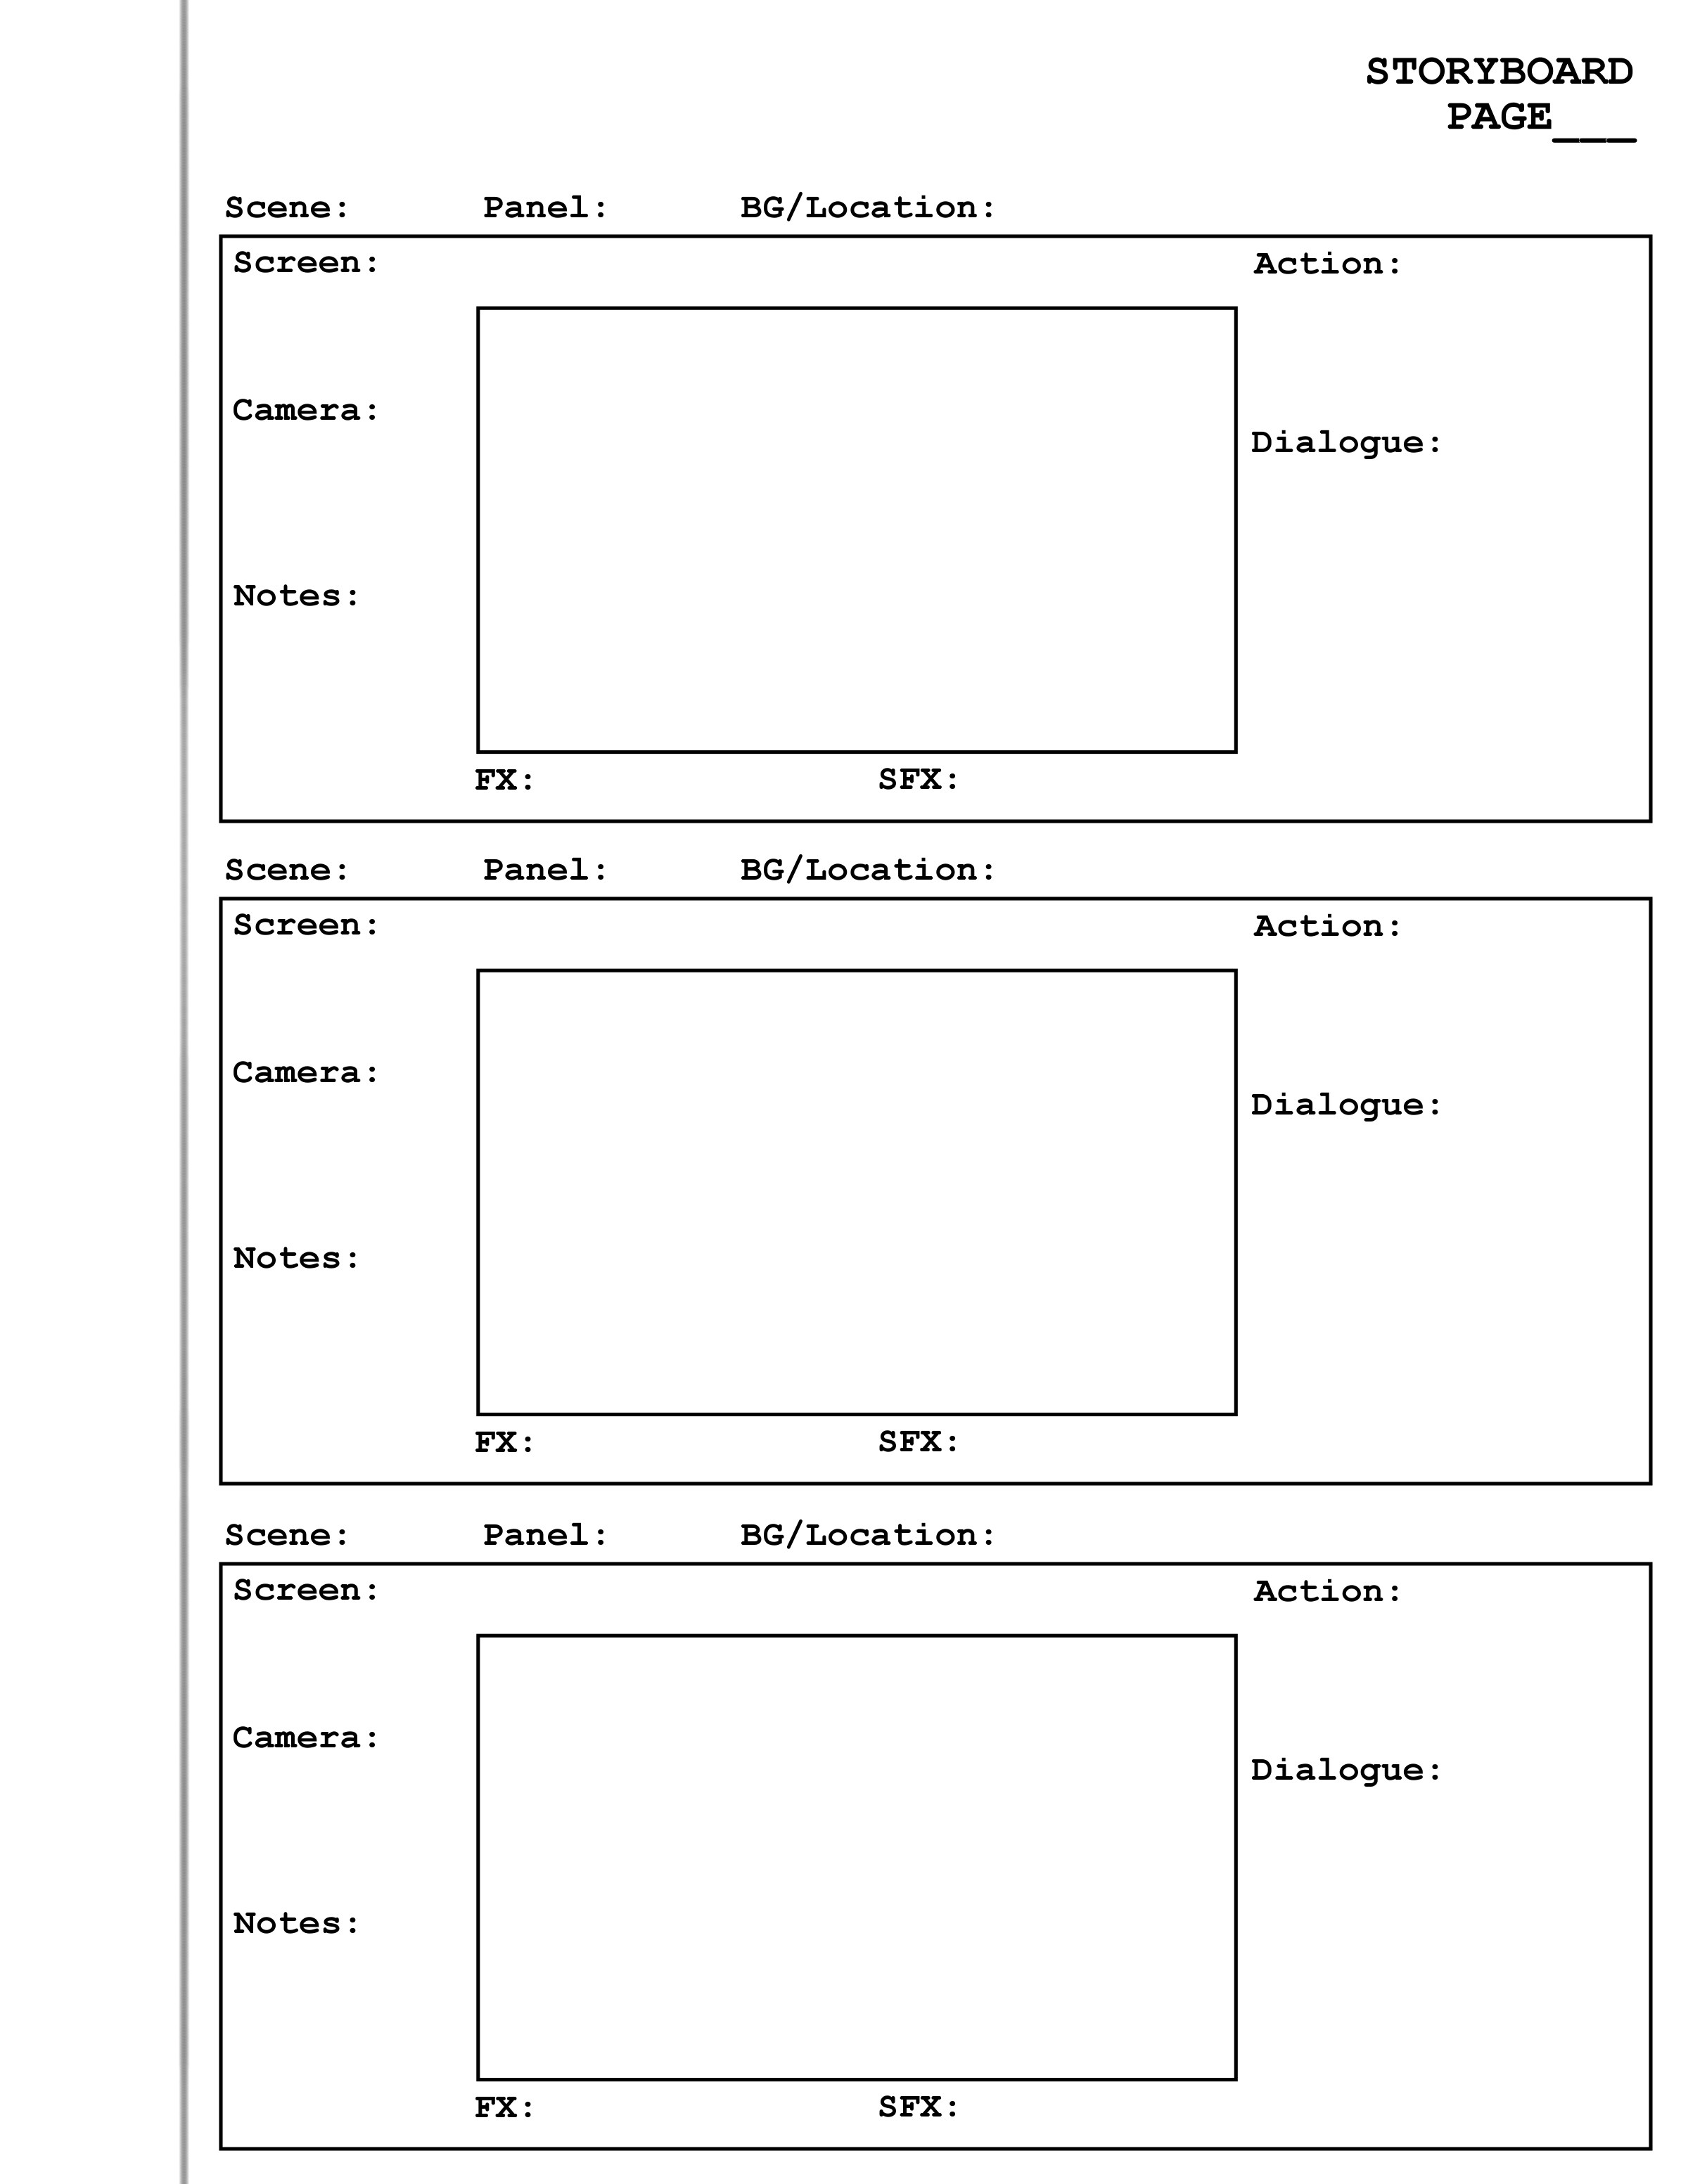 STORYBOARD
PAGE___
Scene: Panel: BG/Location:
Screen: Action:
Camera:
Dialogue:
Notes:
FX: SFX:
Scene: Panel: BG/Location:
Screen: Action:
Camera:
Dialogue:
Notes:
FX: SFX:
Scene: Panel: BG/Location:
Screen: Action:
Camera:
Dialogue:
Notes:
FX: SFX: